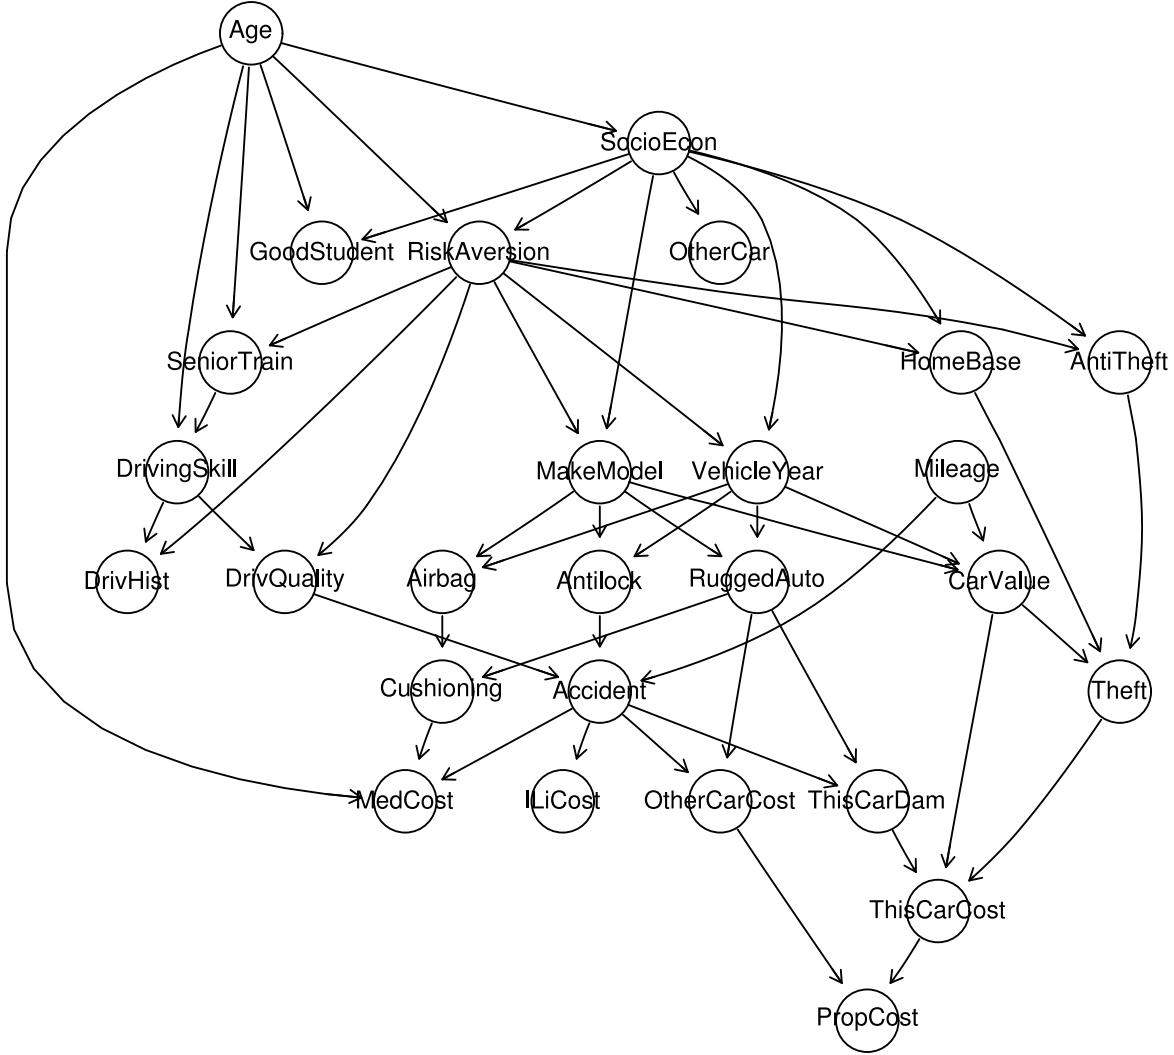 Age
SocioEcon
GoodStudent
RiskAversion
OtherCar
SeniorTrain
HomeBase
AntiTheft
DrivingSkill
MakeModel
VehicleYear
Mileage
DrivHist
DrivQuality
Airbag
Antilock
RuggedAuto
CarValue
Cushioning
Accident
Theft
MedCost
ILiCost
OtherCarCost
ThisCarDam
ThisCarCost
PropCost